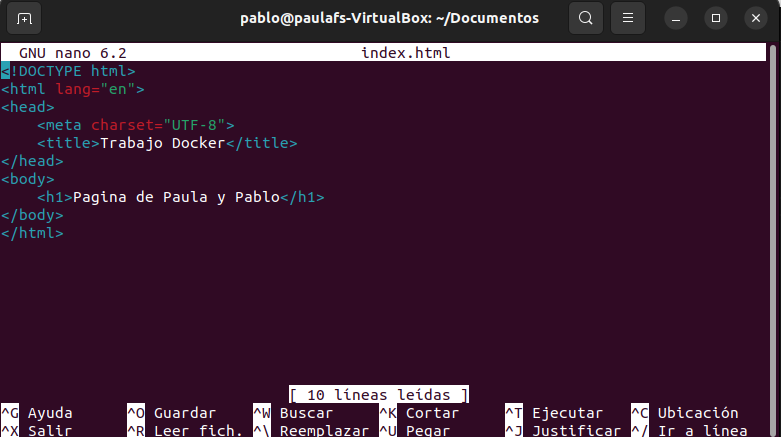 pablo@paulafs-VirtualBox: ~/Documentos
GNU nano 6.2 index.html
<!DOCTYPE html>
<html lang="en">
<head>
    <meta charset="UTF-8">
    <title>Trabajo Docker</title>
</head>
<body>
    <h1>Pagina de Paula y Pablo</h1>
</body>
</html>
[ 10 líneas leídas ]
^G Ayuda ^O Guardar ^W Buscar ^K Cortar ^T Ejecutar ^C Ubicación
^X Salir ^R Leer fich. ^\ Reemplazar ^U Pegar ^J Justificar ^/ Ir a línea